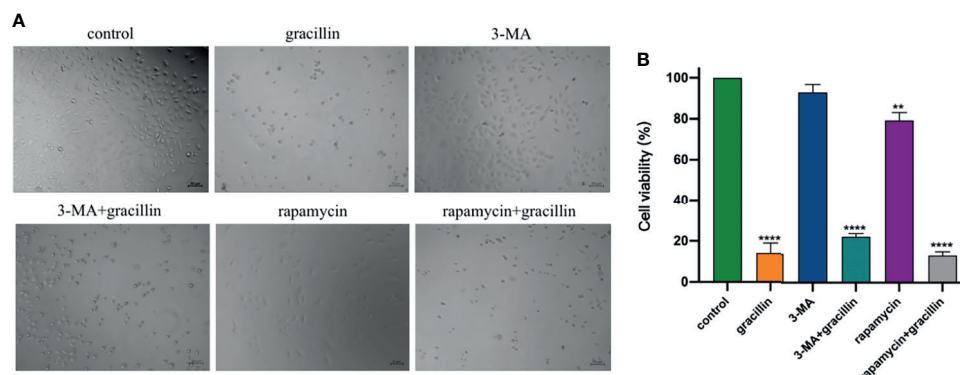 A
control
gracillin
3-MA
3-MA+gracillin
rapamycin
rapamycin+gracillin
B
Cell viability (%)
100
80
60
40
20
0
****
****
**
****
control
gracillin
3-MA
3-MA+gracillin
rapamycin
rapamycin+gracillin